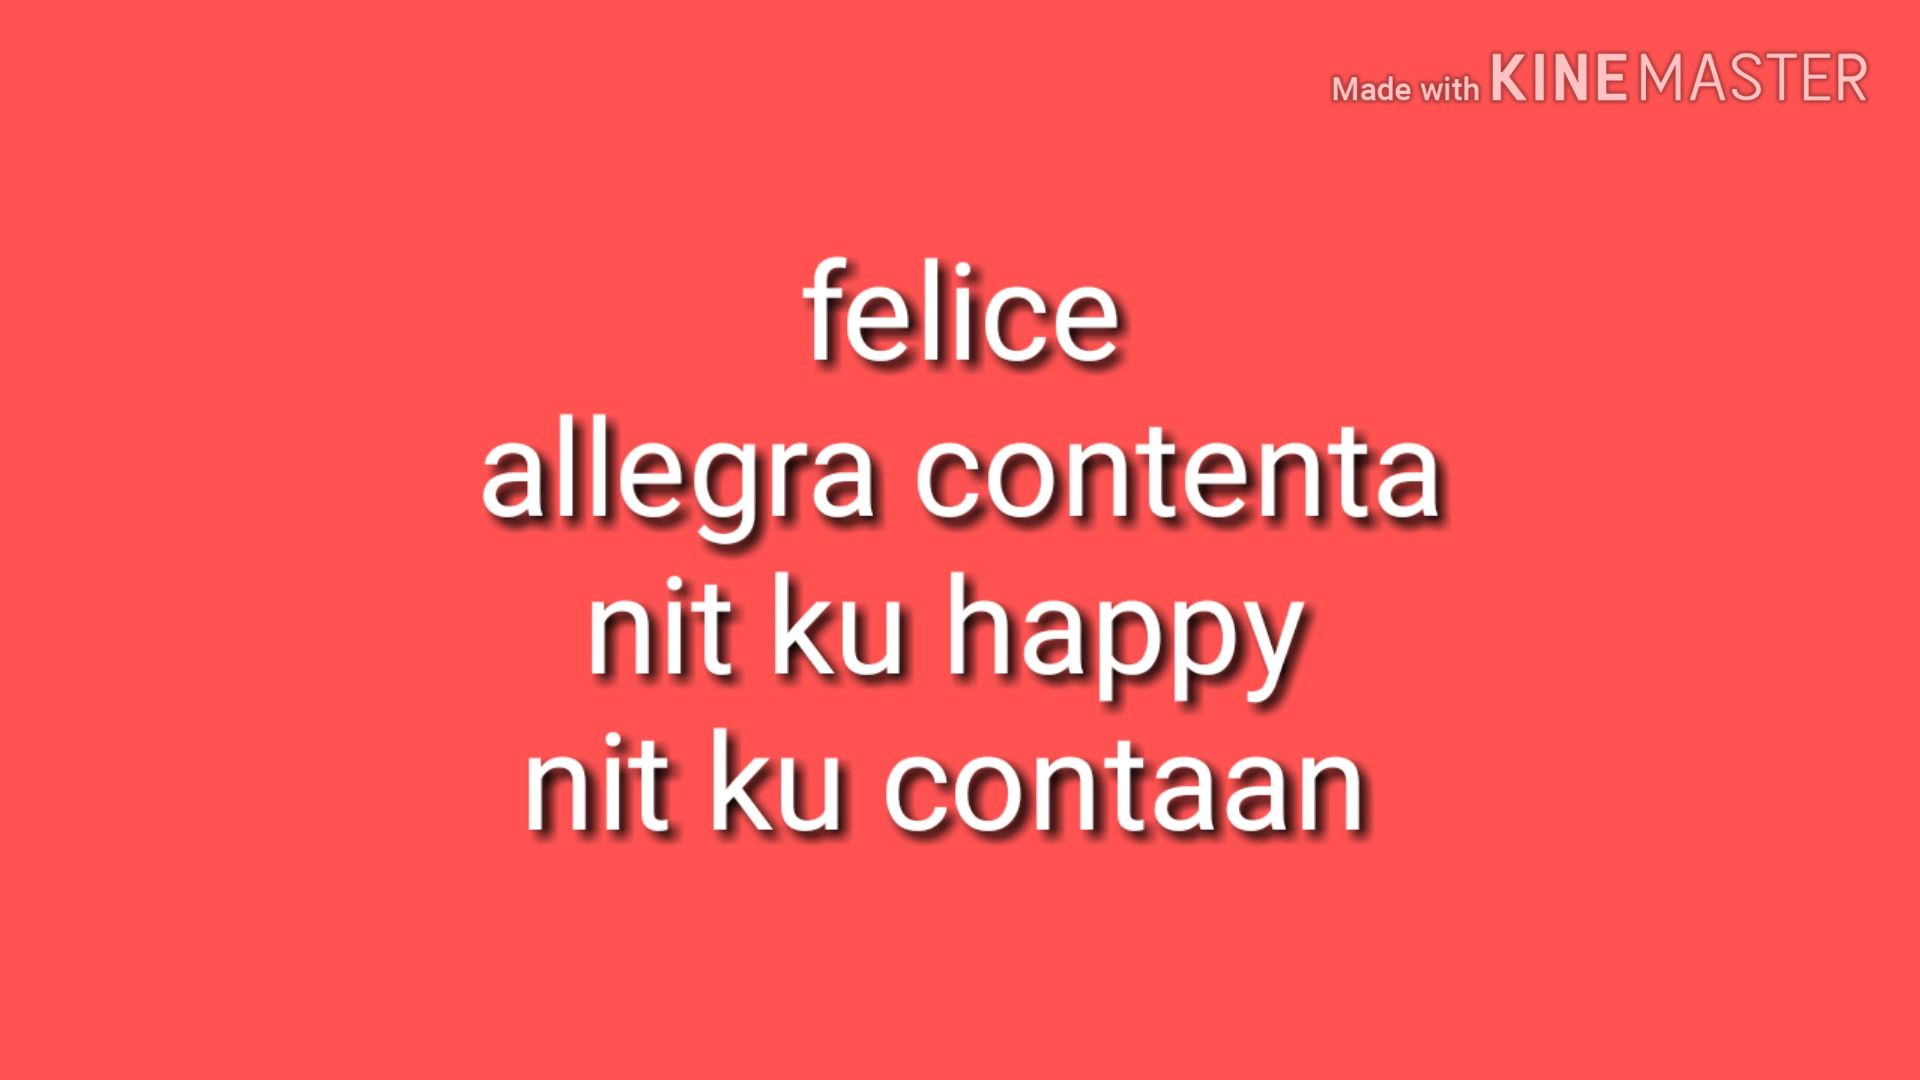 Made with KINEMASTER
felice
allegra contenta
nit ku happy
nit ku contaan